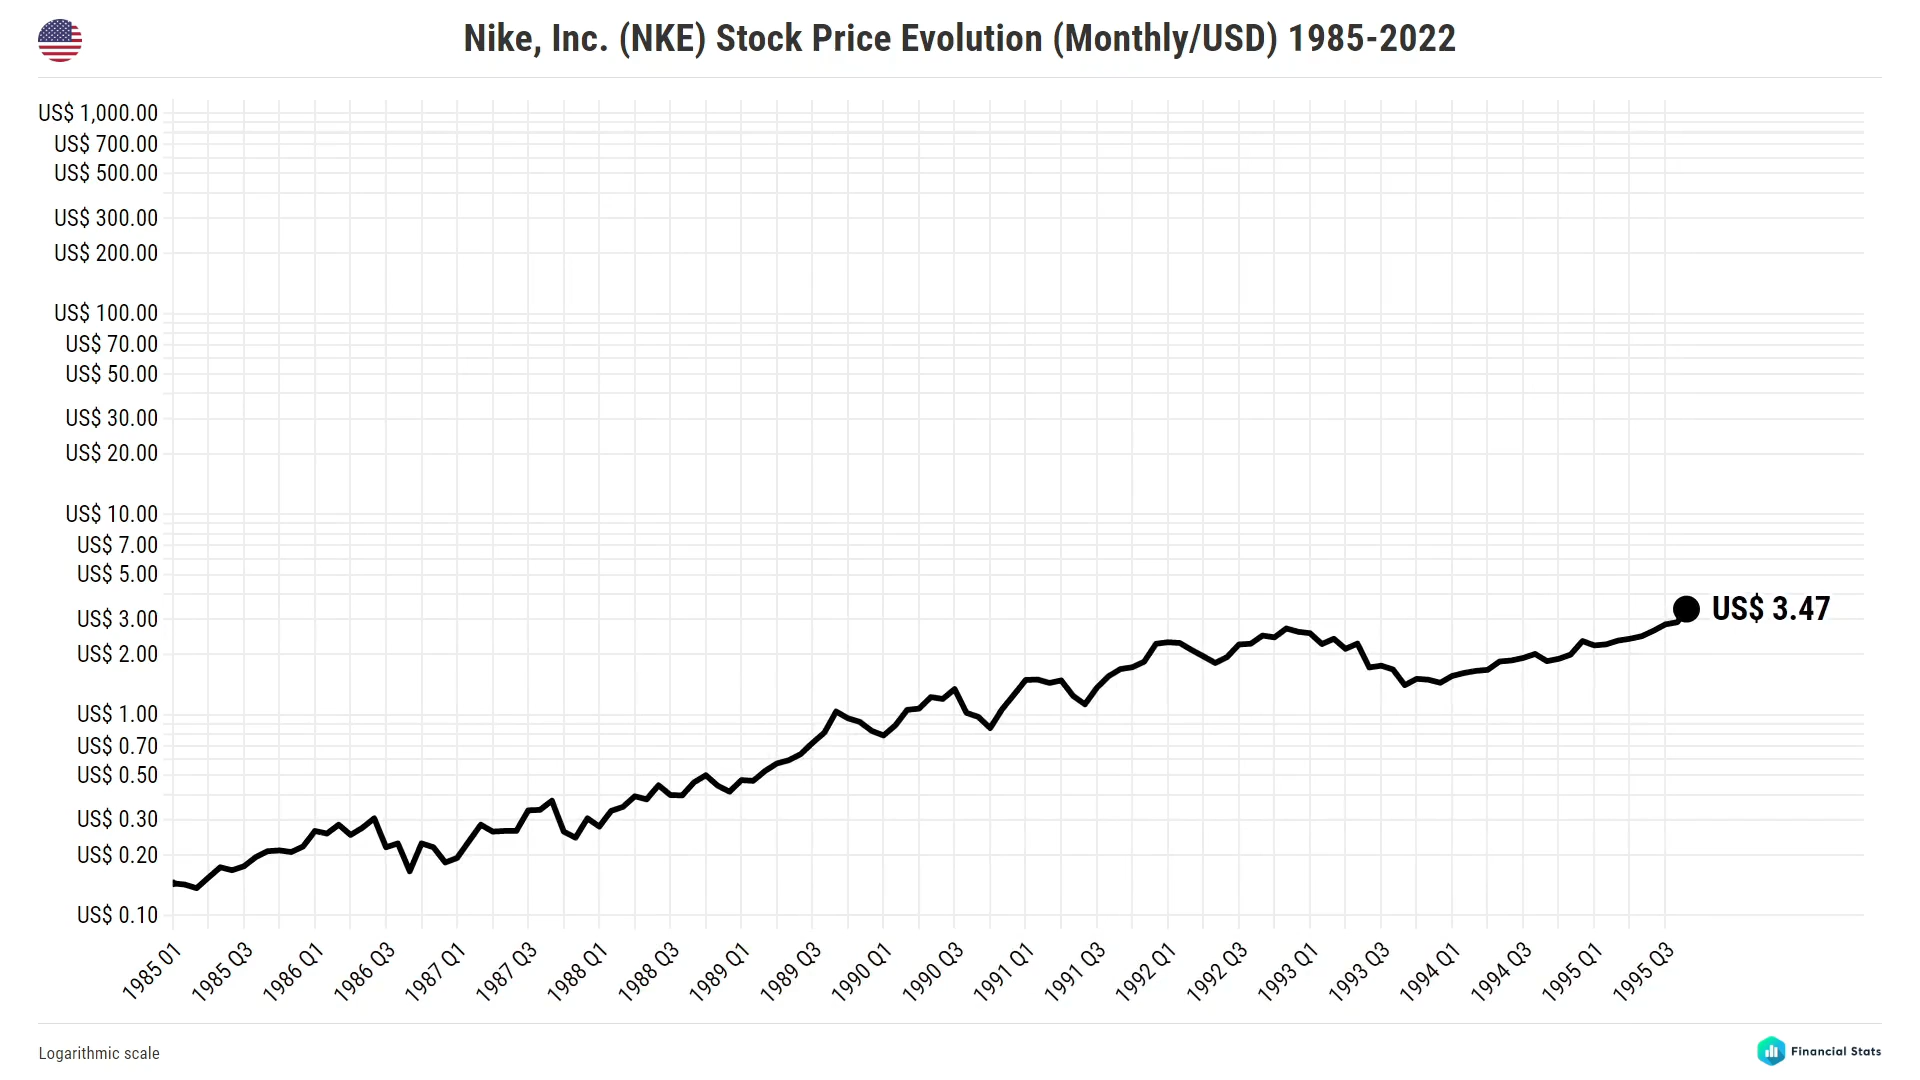 Nike, Inc. (NKE) Stock Price Evolution (Monthly/USD) 1985-2022
US$ 1,000.00
US$ 700.00
US$ 500.00
US$ 300.00
US$ 200.00
US$ 100.00
US$ 70.00
US$ 50.00
US$ 30.00
US$ 20.00
US$ 10.00
US$ 7.00
US$ 5.00
US$ 3.00
US$ 2.00
US$ 1.00
US$ 0.70
US$ 0.50
US$ 0.30
US$ 0.20
US$ 0.10
US$ 3.47
1985 Q1
1985 Q3
1986 Q1
1986 Q3
1987 Q1
1987 Q3
1988 Q1
1988 Q3
1989 Q1
1989 Q3
1990 Q1
1990 Q3
1991 Q1
1991 Q3
1992 Q1
1992 Q3
1993 Q1
1993 Q3
1994 Q1
1994 Q3
1995 Q1
1995 Q3
Logarithmic scale
Financial Stats